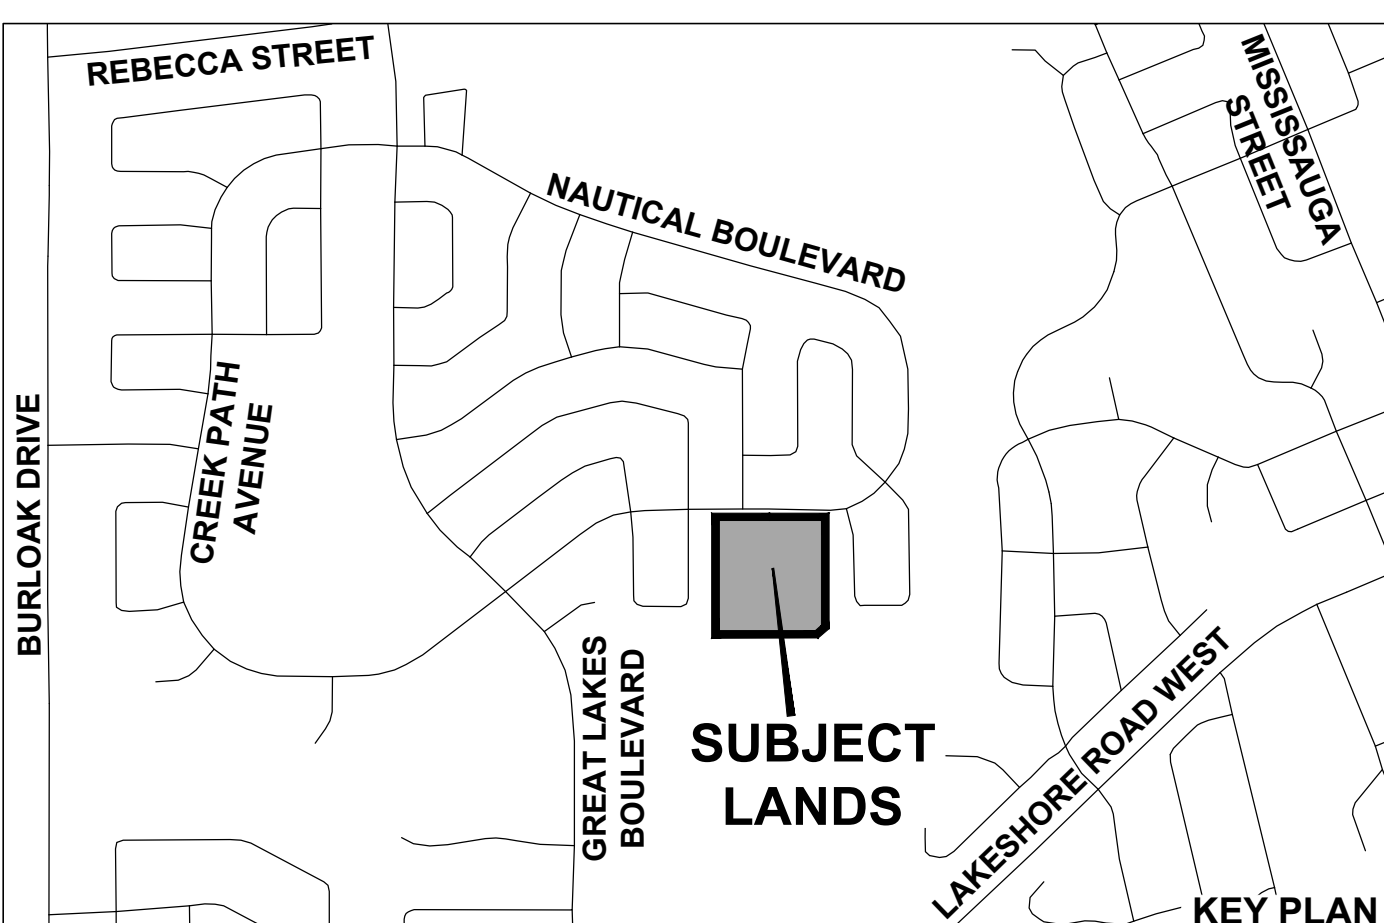 REBECCA STREET
MISSISSAUGA
STREET
NAUTICAL BOULEVARD
CREEK PATH
AVENUE
BURLOAK DRIVE
GREAT LAKES
BOULEVARD
SUBJECT
LANDS
LAKESHORE ROAD WEST
KEY PLAN